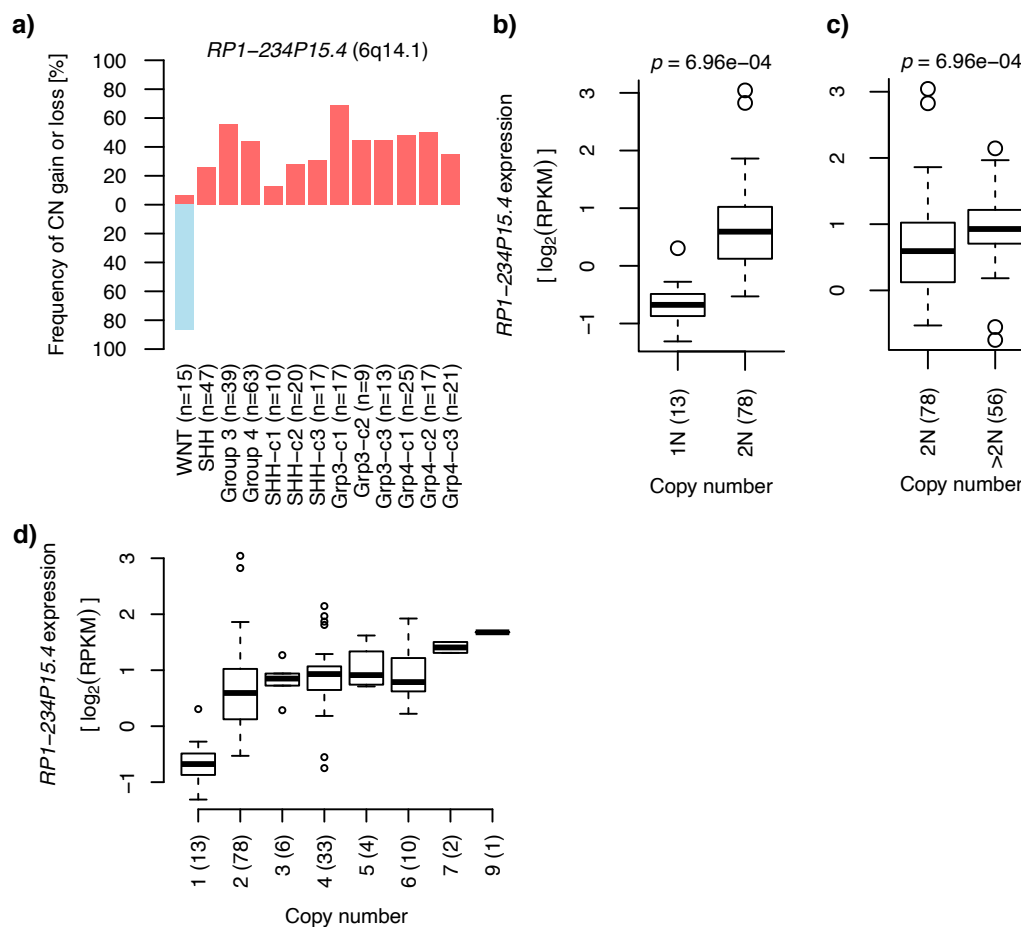 a)
RP1−234P15.4 (6q14.1)
Frequency of CN gain or loss [%]
100
80
60
40
20
0
20
40
60
80
100
WNT (n=15)
SHH (n=47)
Group 3 (n=39)
Group 4 (n=63)
SHH−c1 (n=10)
SHH−c2 (n=20)
SHH−c3 (n=17)
Grp3−c1 (n=17)
Grp3−c2 (n=9)
Grp3−c3 (n=13)
Grp4−c1 (n=25)
Grp4−c2 (n=17)
Grp4−c3 (n=21)
b)
p = 6.96e−04
RP1−234P15.4 expression
[ log2(RPKM) ]
3
2
1
0
−1
1N (13)
2N (78)
Copy number
c)
p = 6.96e−04
3
2
1
0
2N (78)
>2N (56)
Copy number
d)
RP1−234P15.4 expression
[ log2(RPKM) ]
3
2
1
0
−1
1 (13)
2 (78)
3 (6)
4 (33)
5 (4)
6 (10)
7 (2)
9 (1)
Copy number